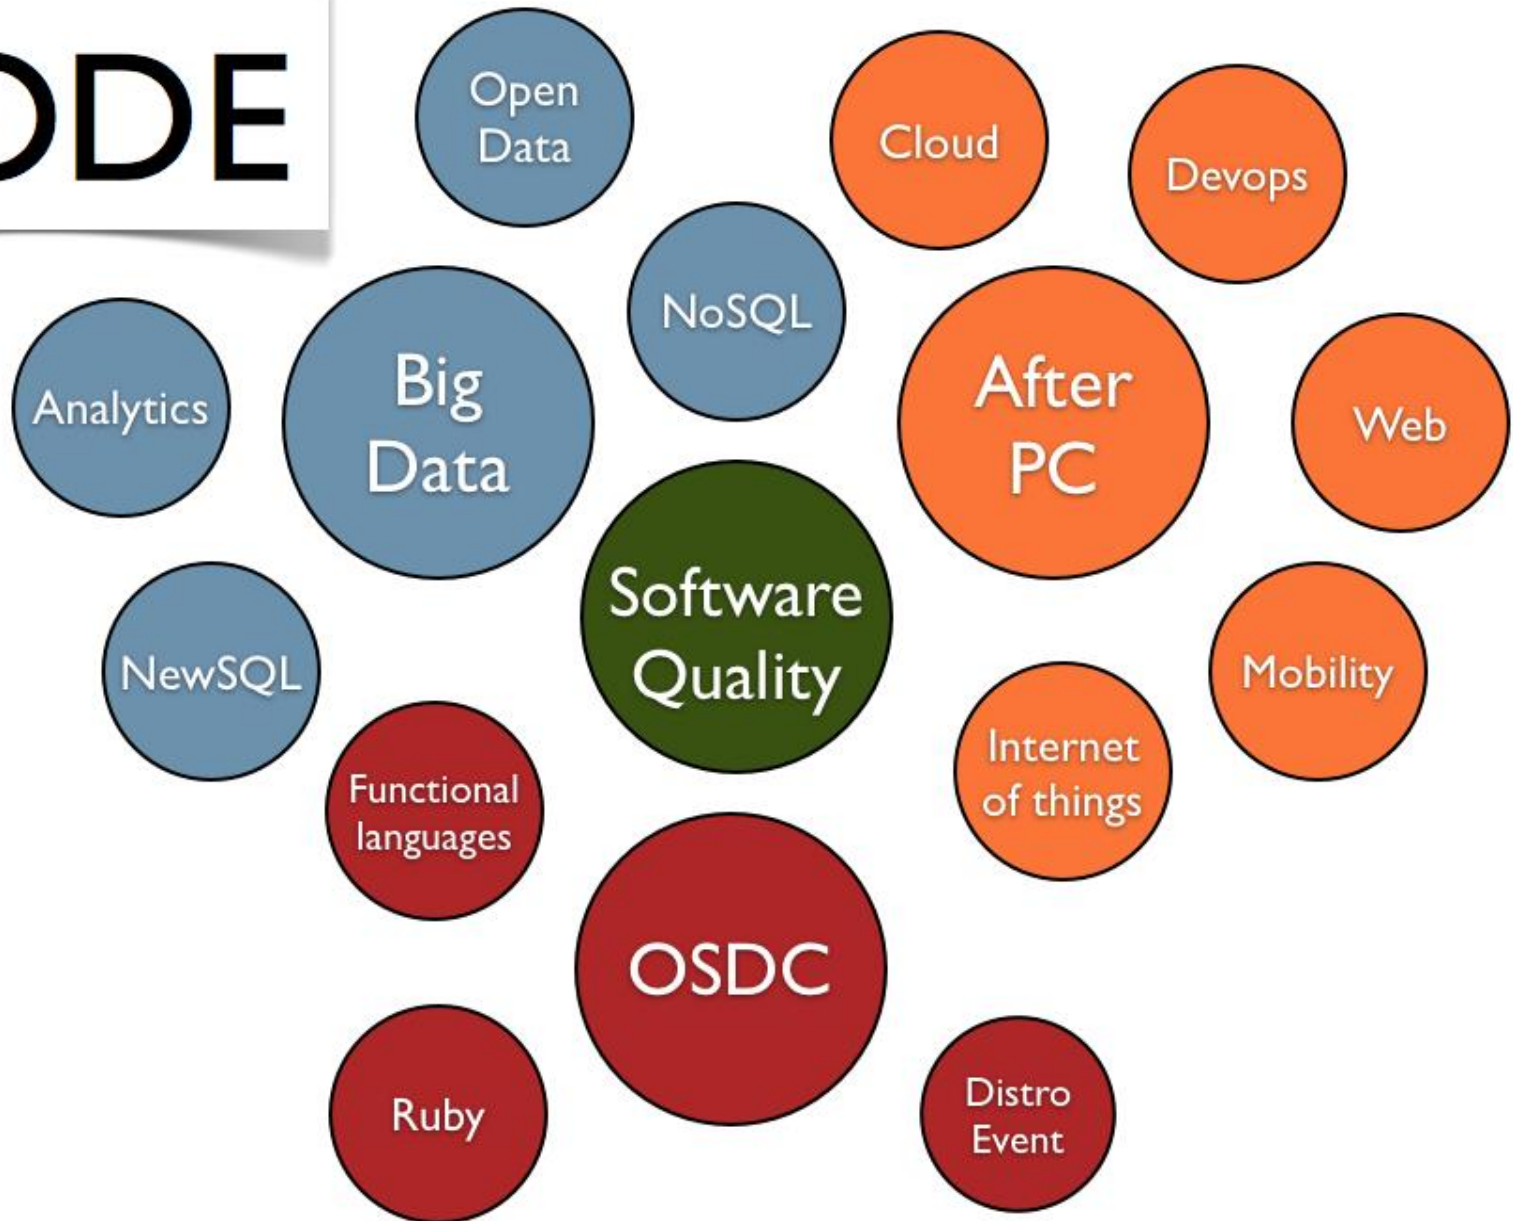 ODE
Open
Data
Cloud
Devops
NoSQL
Analytics
Big
Data
After
PC
Web
Software
Quality
NewSQL
Mobility
Internet
of things
Functional
languages
OSDC
Ruby
Distro
Event